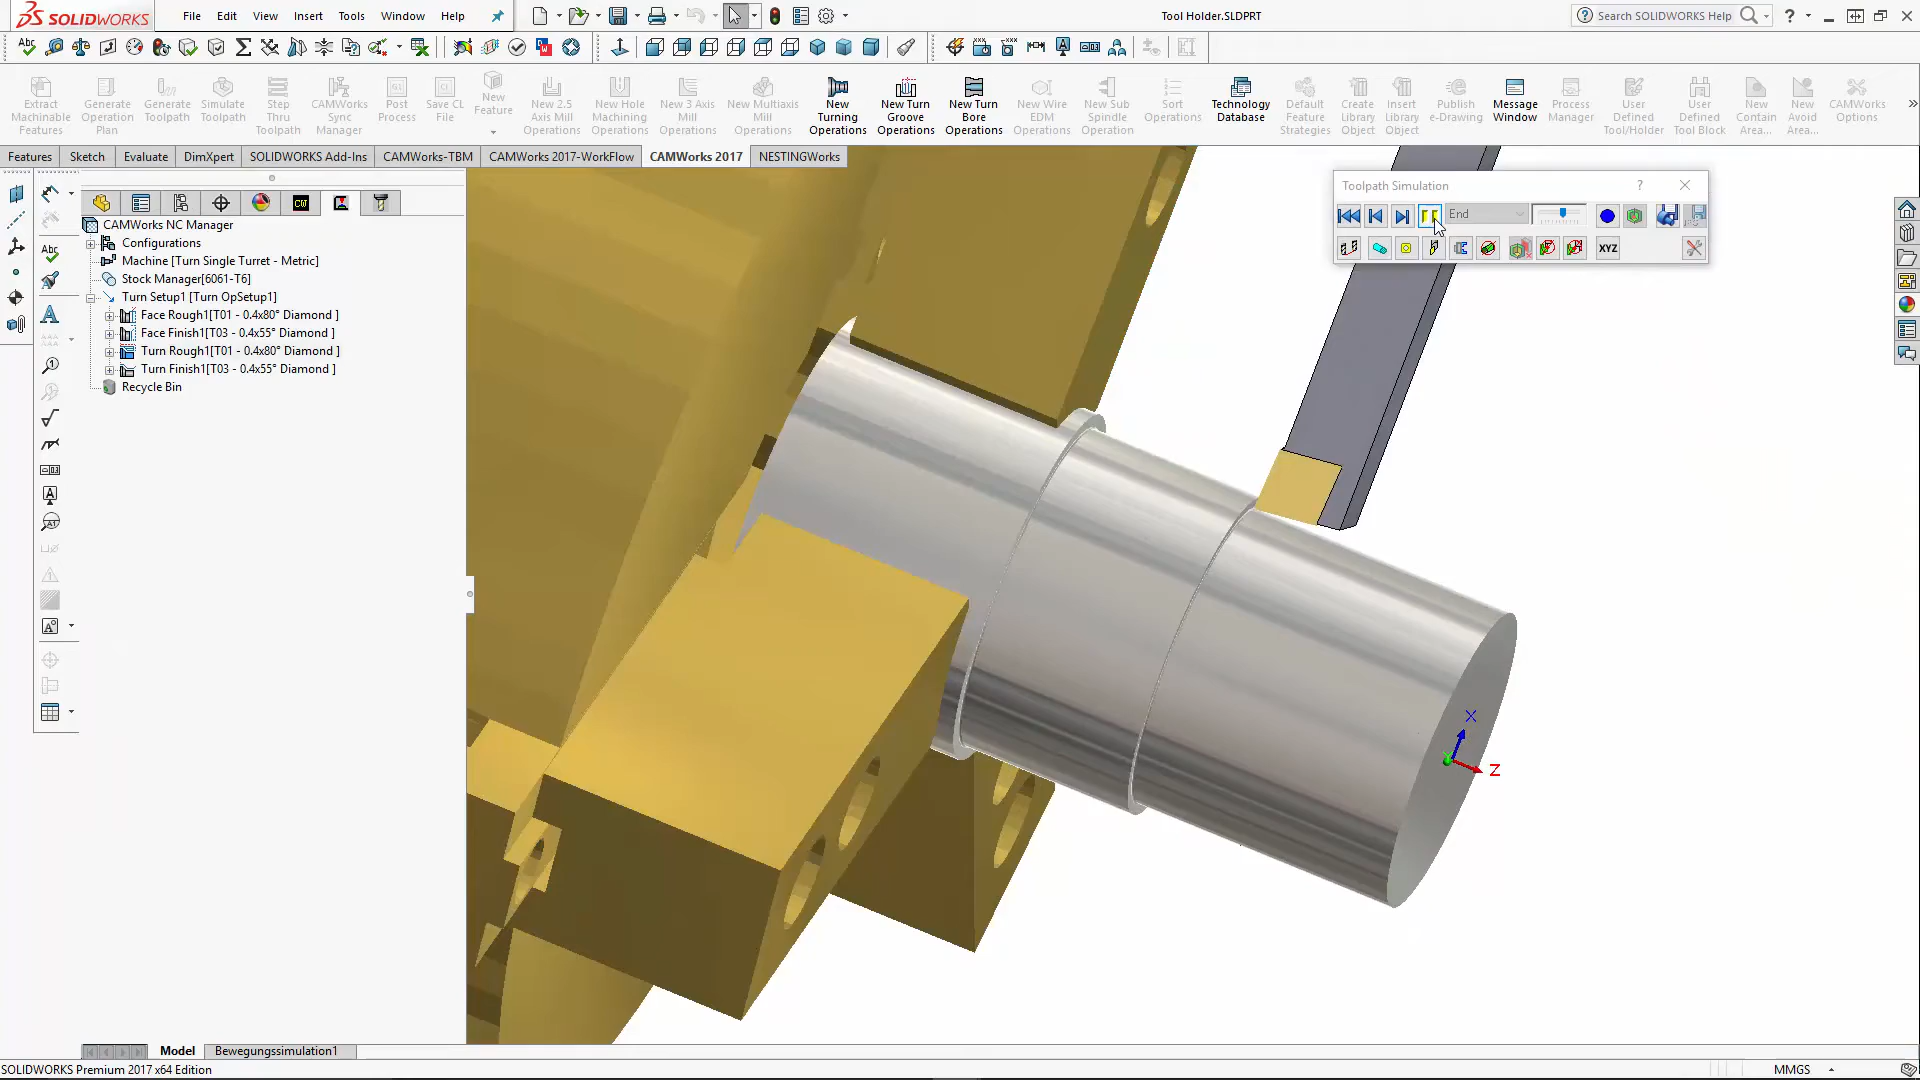 SOLIDWORKS
File Edit View Insert Tools Window Help
Tool Holder.SLDPRT
Search SOLIDWORKS Help
Extract Machinable Features
Generate Operation Plan
Generate Toolpath
Simulate Toolpath
Step Thru Toolpath
CAMWorks Sync Manager
Post Process
Save CL File
New Feature
New 2.5 Axis Mill Operations
New Hole Machining Operations
New 3 Axis Mill Operations
New Multiaxis Mill Operations
New Turning Operations
New Turn Groove Operations
New Turn Bore Operations
New Wire EDM Operations
New Sub Spindle Operation
Sort Operations
Technology Database
Default Feature Strategies
Create Library Object
Insert Library Object
Publish e-Drawing
Message Window
Process Manager
User Defined Tool/Holder
User Defined Tool Block
New Contain Area...
New Avoid Area...
CAMWorks Options
Features Sketch Evaluate DimXpert SOLIDWORKS Add-Ins CAMWorks-TBM CAMWorks 2017-WorkFlow CAMWorks 2017 NESTINGWorks
Toolpath Simulation ?
End
XYZ
CW
CAMWorks NC Manager
Configurations
Machine [Turn Single Turret - Metric]
Stock Manager[6061-T6]
Turn Setup1 [Turn OpSetup1]
Face Rough1[T01 - 0.4x80° Diamond ]
Face Finish1[T03 - 0.4x55° Diamond ]
Turn Rough1[T01 - 0.4x80° Diamond ]
Turn Finish1[T03 - 0.4x55° Diamond ]
Recycle Bin
X
Z
Model Bewegungssimulation1
SOLIDWORKS Premium 2017 x64 Edition
MMGS